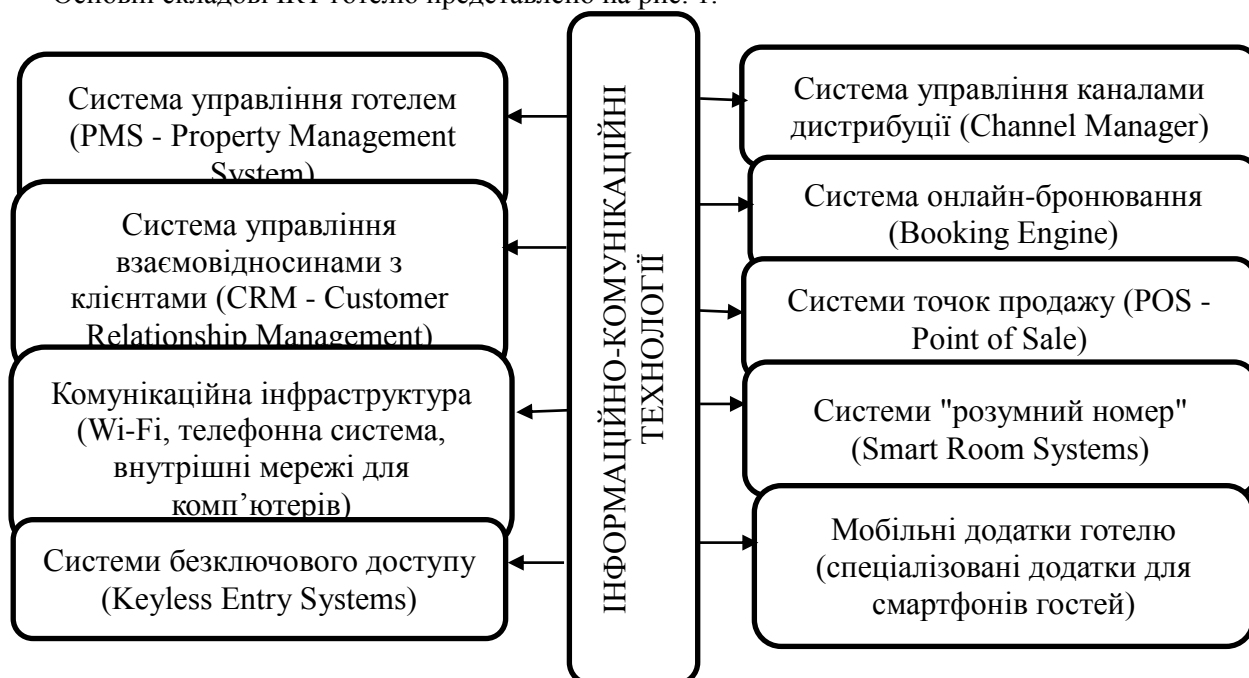 Основні складові ІКТ готелю представлено на рис. 1.
Система управління готелем
(PMS - Property Management
System)
Система управління
взаємовідносинами з
клієнтами (CRM - Customer
Relationship Management)
Комунікаційна інфраструктура
(Wi-Fi, телефонна система,
внутрішні мережі для
комп’ютерів)
Системи безключового доступу
(Keyless Entry Systems)
ІНФОРМАЦІЙНО-КОМУНІКАЦІЙНІ
ТЕХНОЛОГІЇ
Система управління каналами
дистрибуції (Channel Manager)
Система онлайн-бронювання
(Booking Engine)
Системи точок продажу (POS -
Point of Sale)
Системи "розумний номер"
(Smart Room Systems)
Мобільні додатки готелю
(спеціалізовані додатки для
смартфонів гостей)